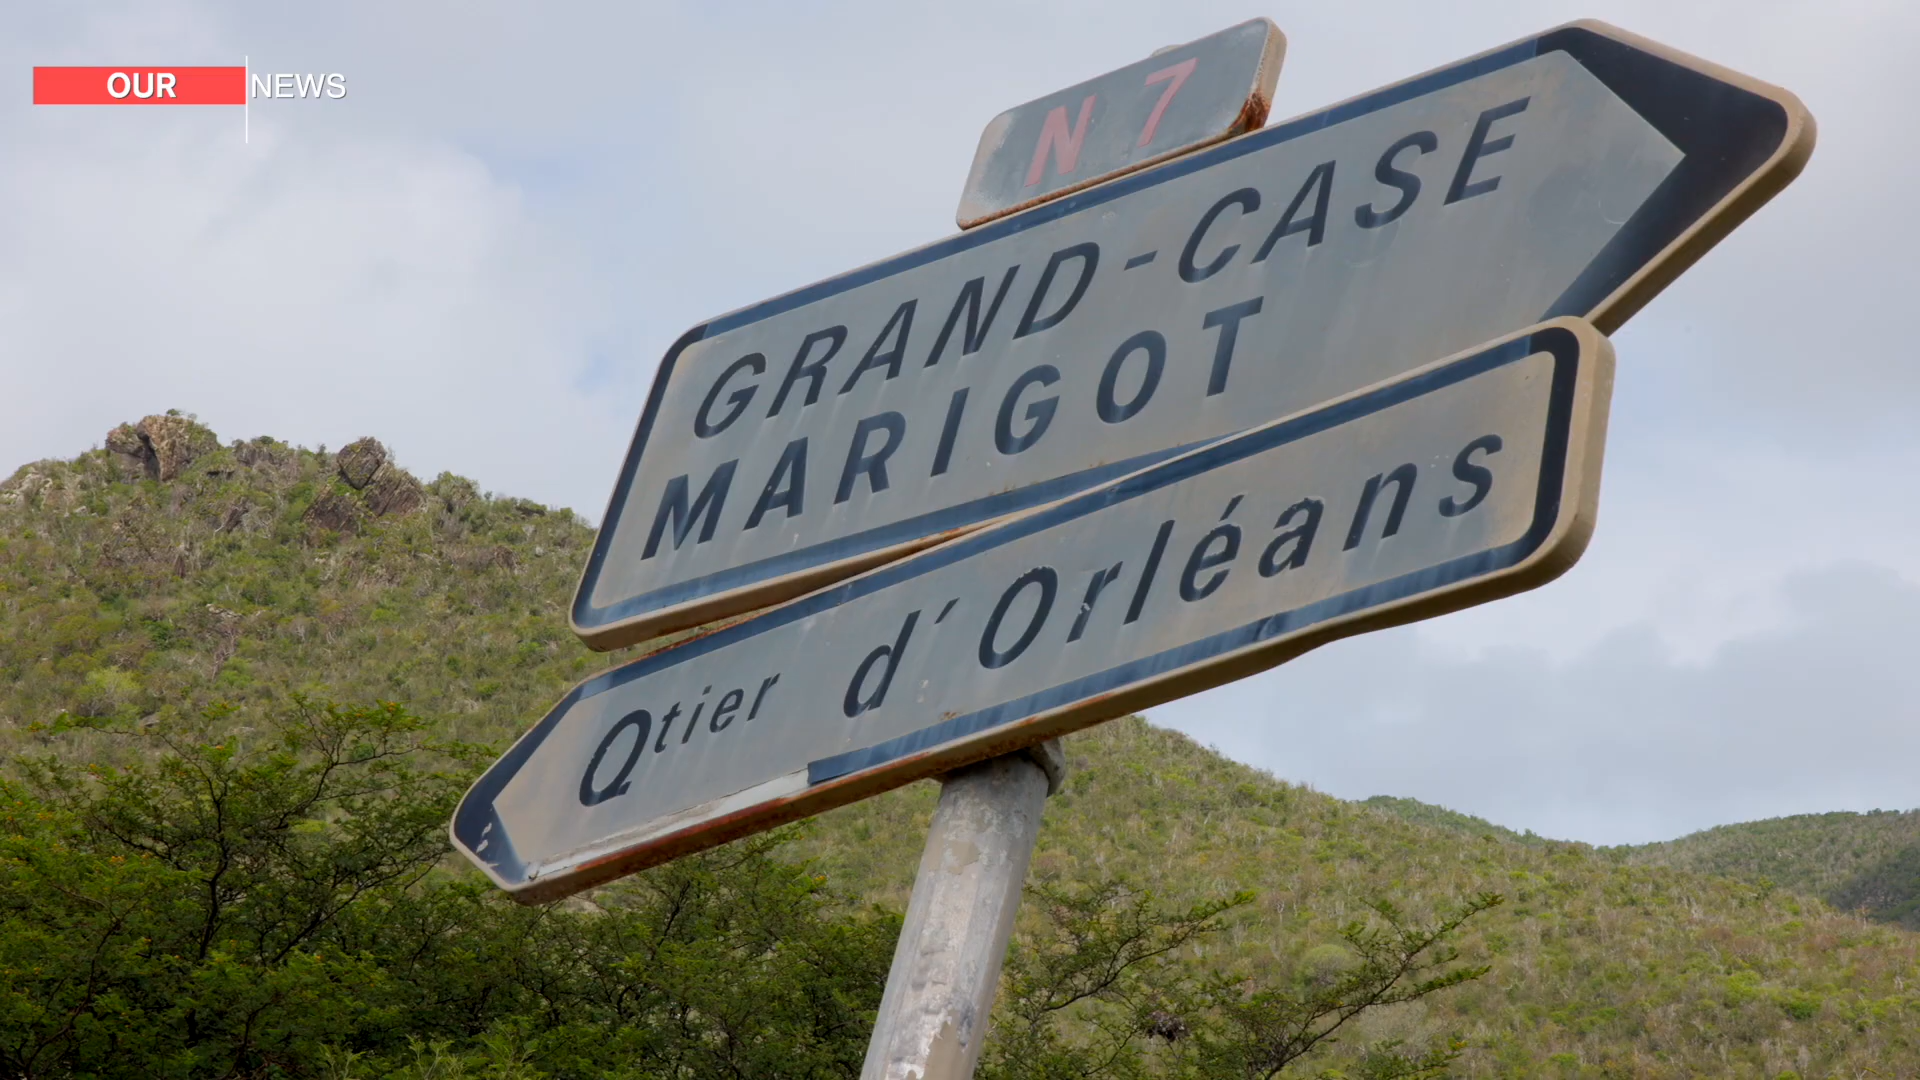 OUR NEWS
N 7
GRAND-CASE
MARIGOT
Qtier d'Orléans